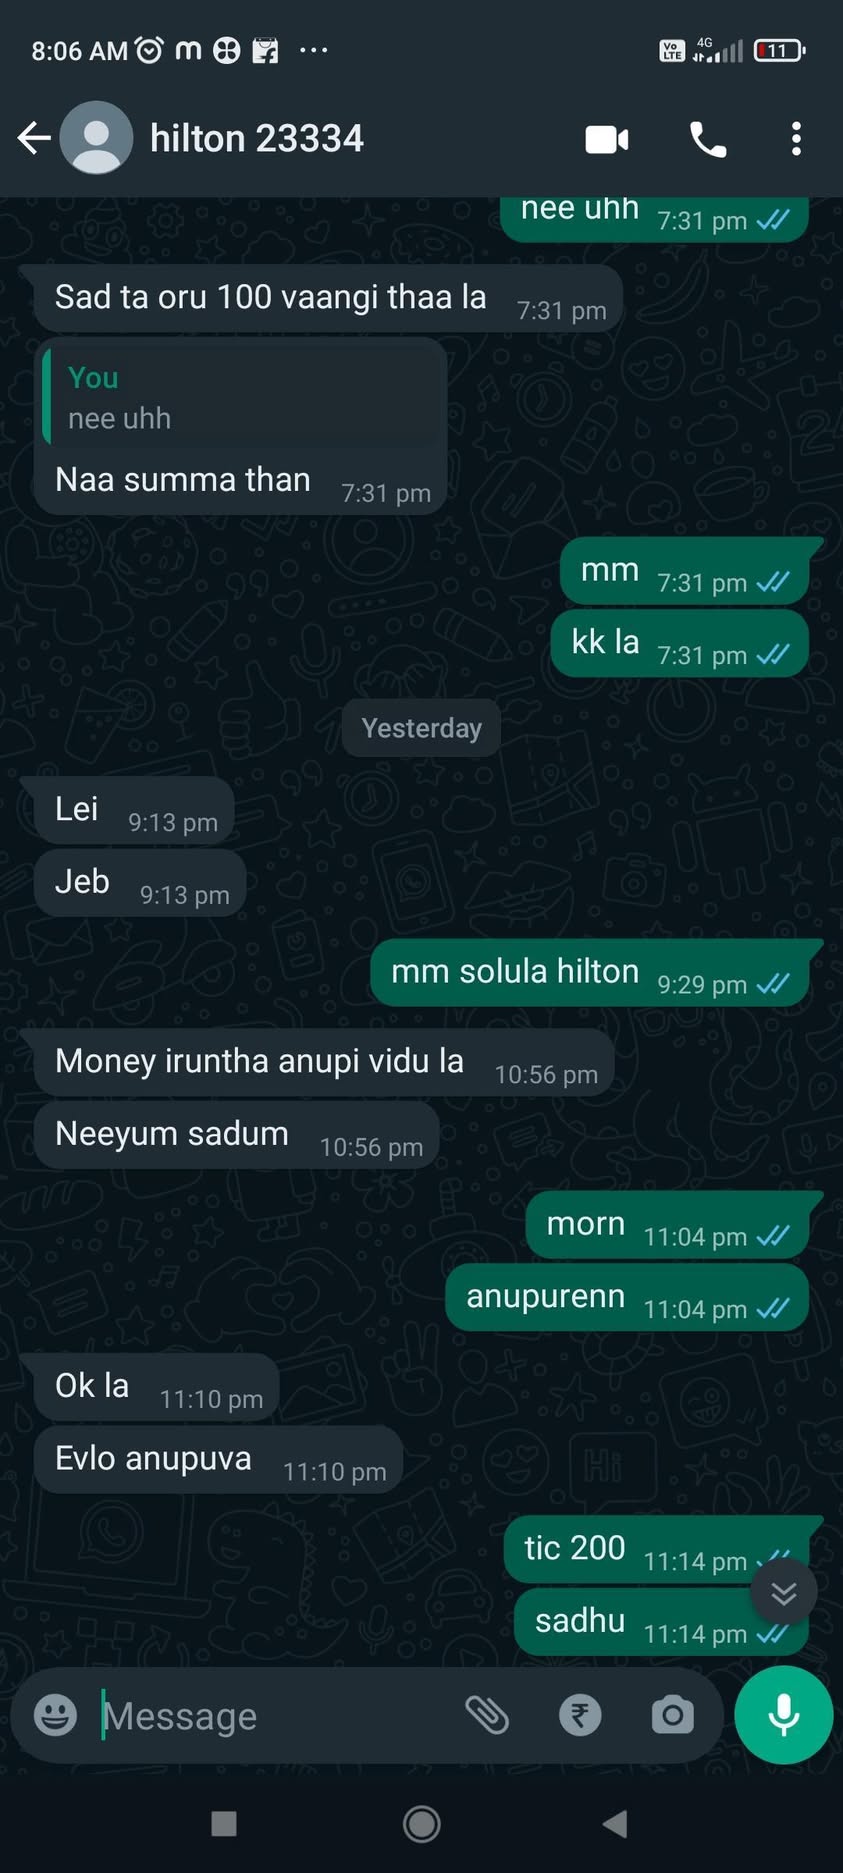 8:06 AM
VO LTE 4G 11
hilton 23334
nee uhh 7:31 pm
Sad ta oru 100 vaangi thaa la 7:31 pm
You
nee uhh
Naa summa than 7:31 pm
mm 7:31 pm
kk la 7:31 pm
Yesterday
Lei 9:13 pm
Jeb 9:13 pm
mm solula hilton 9:29 pm
Money iruntha anupi vidu la 10:56 pm
Neeyum sadum 10:56 pm
morn 11:04 pm
anupurenn 11:04 pm
Ok la 11:10 pm
Evlo anupuva 11:10 pm
tic 200 11:14 pm
sadhu 11:14 pm
Message